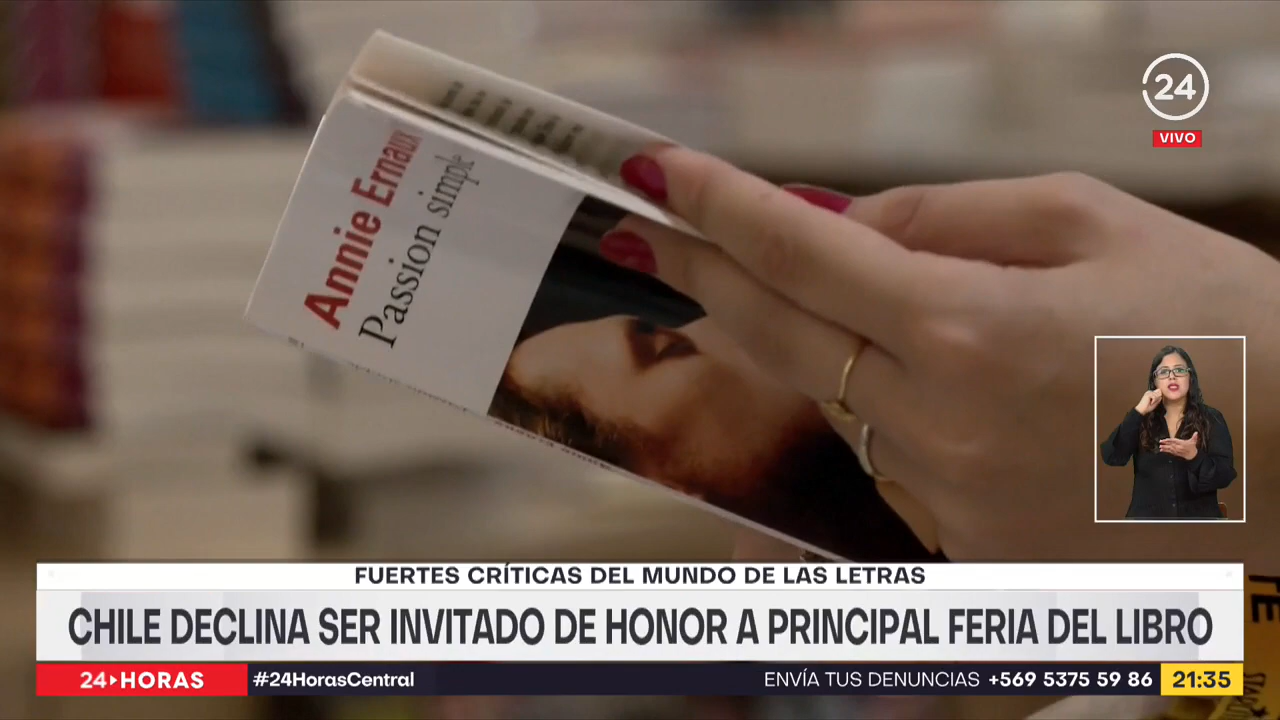 24
VIVO
Annie Ernaux
Passion simple
FUERTES CRÍTICAS DEL MUNDO DE LAS LETRAS
CHILE DECLINA SER INVITADO DE HONOR A PRINCIPAL FERIA DEL LIBRO
24 HORAS
#24HorasCentral
ENVÍA TUS DENUNCIAS +569 5375 59 86
21:35